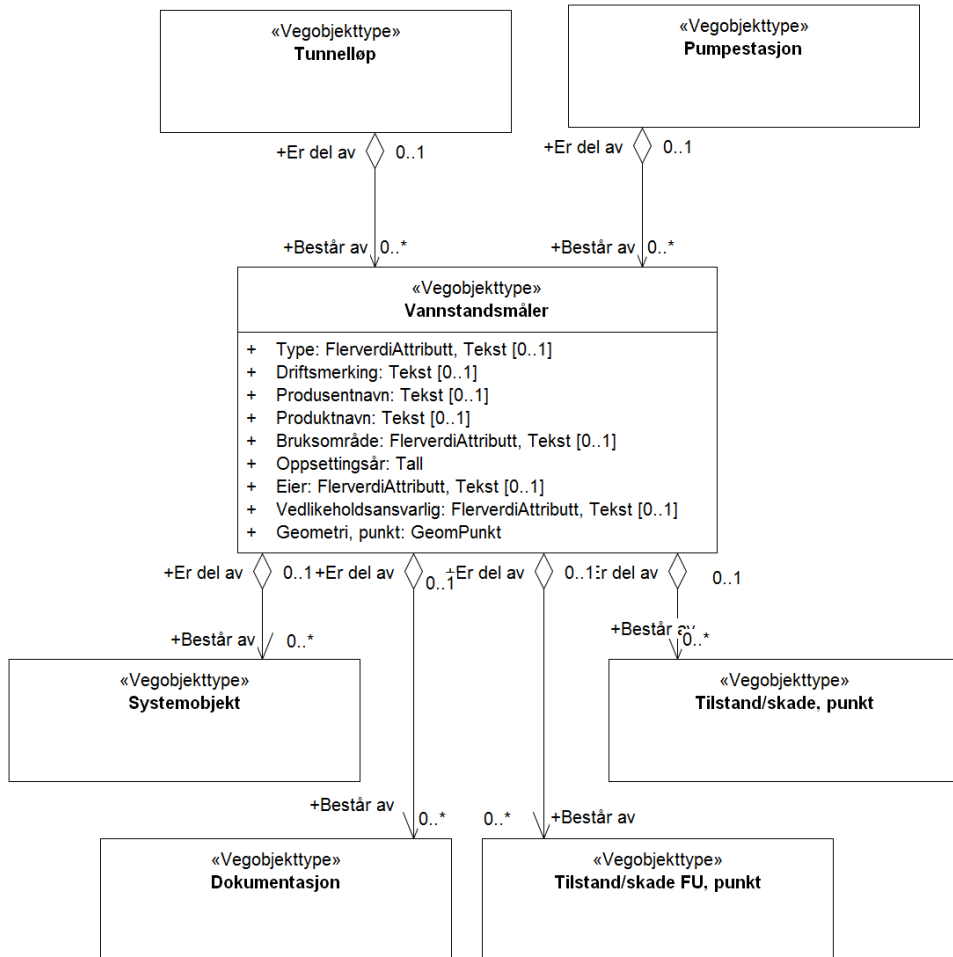 «Vegobjekttype»
Tunnelløp
«Vegobjekttype»
Pumpestasjon
+Er del av 0..1
+Er del av 0..1
+Består av 0..*
+Består av 0..*
«Vegobjekttype»
Vannstandsmåler
+ Type: FlerverdiAttributt, Tekst [0..1]
+ Driftsmerking: Tekst [0..1]
+ Produsentnavn: Tekst [0..1]
+ Produktnavn: Tekst [0..1]
+ Bruksområde: FlerverdiAttributt, Tekst [0..1]
+ Oppsettingsår: Tall
+ Eier: FlerverdiAttributt, Tekst [0..1]
+ Vedlikeholdsansvarlig: FlerverdiAttributt, Tekst [0..1]
+ Geometri, punkt: GeomPunkt
+Er del av 0..1
+Er del av 0..1
+Er del av 0..1
Er del av 0..1
+Består av 0..*
+Består av 0..*
«Vegobjekttype»
Systemobjekt
«Vegobjekttype»
Tilstand/skade, punkt
+Består av 0..*
0..* +Består av
«Vegobjekttype»
Dokumentasjon
«Vegobjekttype»
Tilstand/skade FU, punkt